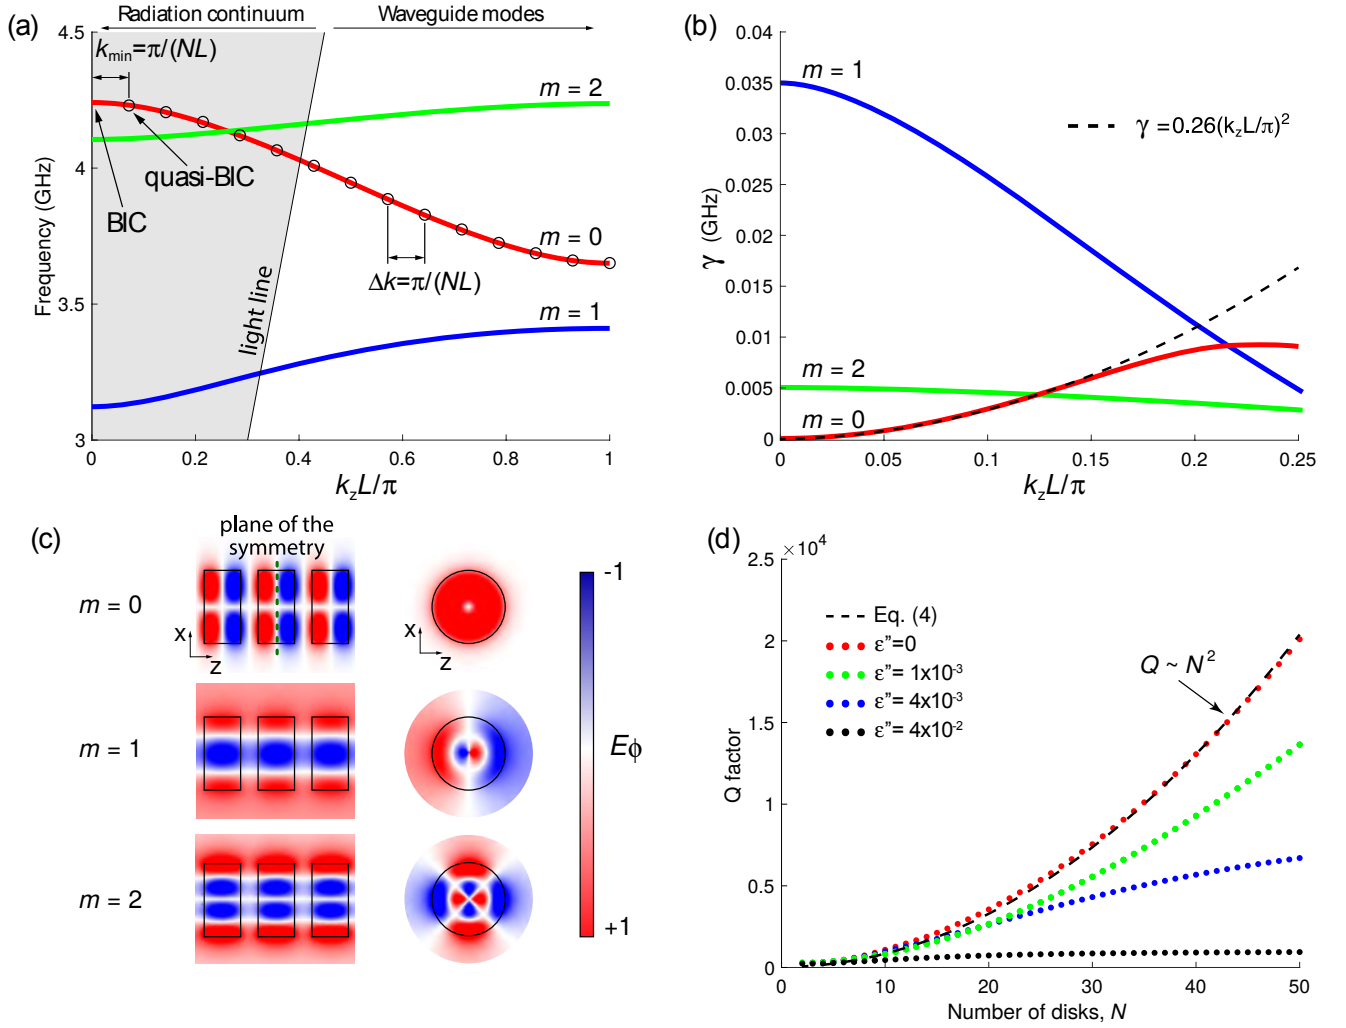 (a)
Radiation continuum
Waveguide modes
4.5
4
3.5
3
Frequency (GHz)
k_min=π/(NL)
quasi-BIC
BIC
m = 2
m = 0
Δk=π/(NL)
m = 1
light line
0
0.2
0.4
0.6
0.8
1
k_zL/π
(b)
0.04
0.035
0.03
0.025
0.02
0.015
0.01
0.005
0
γ (GHz)
m = 1
γ =0.26(k_zL/π)²
m = 2
m = 0
0
0.05
0.1
0.15
0.2
0.25
k_zL/π
(c)
plane of the
symmetry
m = 0
x
z
x
z
m = 1
m = 2
-1
Eϕ
+1
(d)
×10⁴
2.5
2
1.5
1
0.5
0
Q factor
Eq. (4)
ε”=0
ε”= 1x10⁻³
ε”= 4x10⁻³
ε”= 4x10⁻²
Q ~ N²
10
20
30
40
50
Number of disks, N